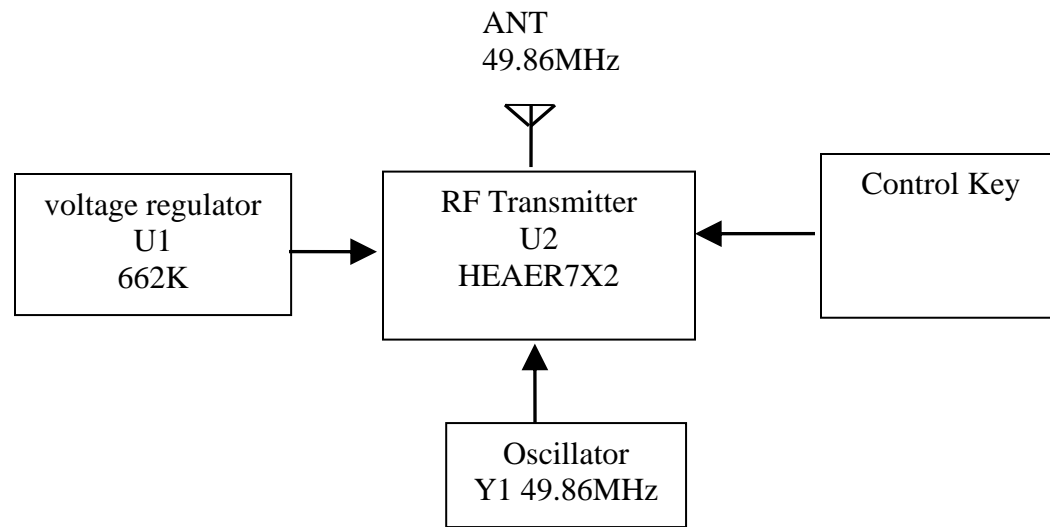 ANT
49.86MHz
voltage regulator
U1
662K
RF Transmitter
U2
HEAER7X2
Control Key
Oscillator
Y1 49.86MHz